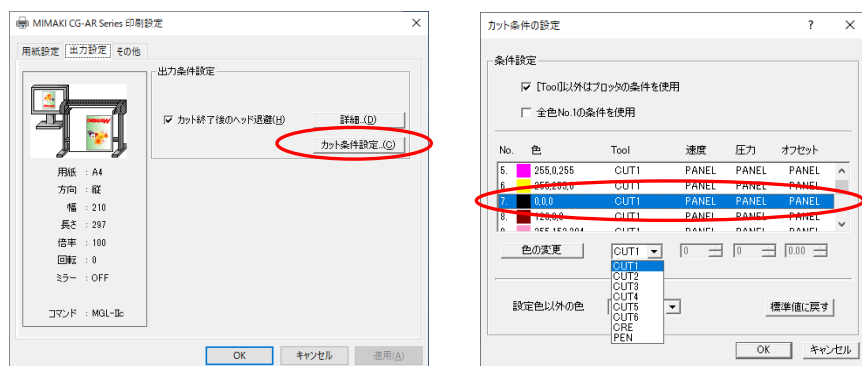 MIMAKI CG-AR Series 印刷設定
用紙設定 出力設定 その他
出力条件設定
カット終了後のヘッド退避(H)
詳細..(D)
カット条件設定..(C)
用紙 : A4
方向 : 縦
幅 : 210
長さ : 297
倍率 : 100
回転 : 0
ミラー : OFF
コマンド : MGL-Ⅱc
OK キャンセル 適用(A)
カット条件の設定
条件設定
[Tool]以外はプロッタの条件を使用
全色No.1の条件を使用
No. 色 Tool 速度 圧力 オフセット
5. 255,0,255 CUT1 PANEL PANEL PANEL
6. 255,255,0 CUT1 PANEL PANEL PANEL
7. 0,0,0 CUT1 PANEL PANEL PANEL
8. 128,0,0 CUT1 PANEL PANEL PANEL
CUT1 PANEL PANEL PANEL
色の変更 CUT1 0 0 0.00
CUT1
CUT2
CUT3
CUT4
CUT5
CUT6
CRE
PEN
設定色以外の色
標準値に戻す
OK キャンセル